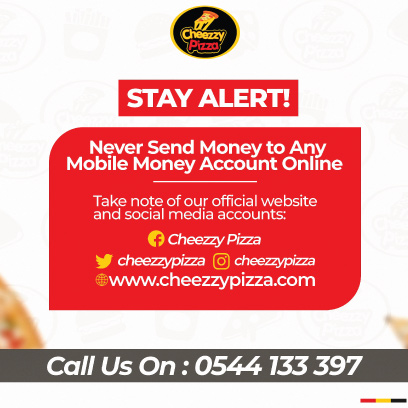 Cheezzy
Pizza
STAY ALERT!
Never Send Money to Any
Mobile Money Account Online
Take note of our official website
and social media accounts:
Cheezzy Pizza
cheezzypizza cheezzypizza
www.cheezzypizza.com
Call Us On : 0544 133 397